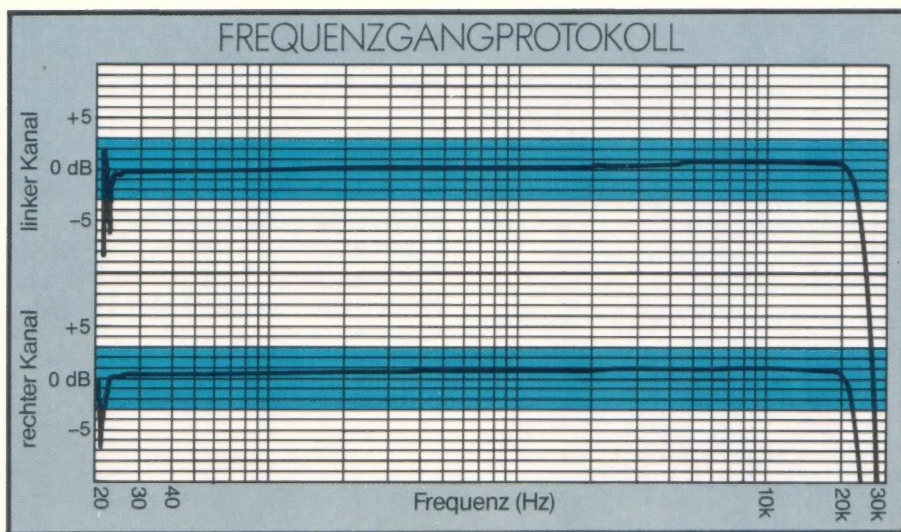 FREQUENZGANGPROTOKOLL
linker Kanal
+5
0 dB
−5
rechter Kanal
+5
0 dB
−5
20 30 40 Frequenz (Hz) 10k 20k 30k